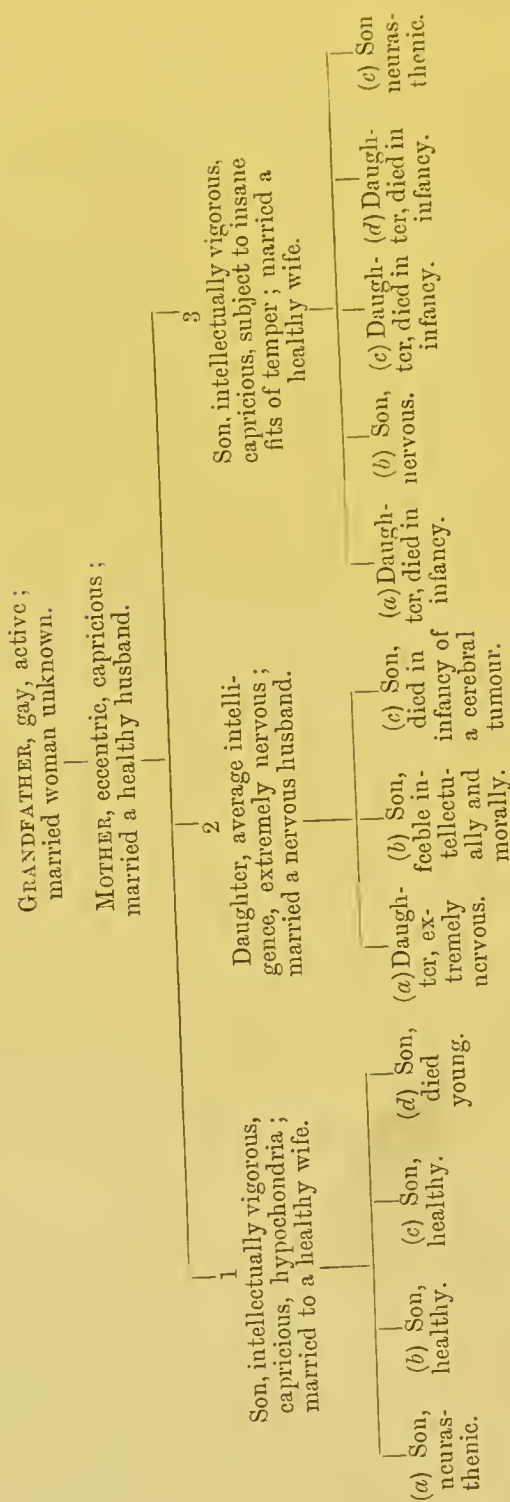 GRANDFATHER, gay, active;
married woman unknown.
MOTHER, eccentric, capricious;
married a healthy husband.
1
Son, intellectually vigorous,
capricious, hypochondria;
married to a healthy wife.
(a) Son,
neuras-
thenic.
(b) Son,
healthy.
(c) Son,
healthy.
(d) Son,
died
young.
2
Daughter, average intelli-
gence, extremely nervous;
married a nervous husband.
(a) Daugh-
ter, ex-
tremely
nervous.
(b) Son,
feeble in-
tellectu-
ally and
morally.
(c) Son,
died in
infancy of
a cerebral
tumour.
3
Son, intellectually vigorous,
capricious, subject to insane
fits of temper; married a
healthy wife.
(a) Daugh-
ter, died in
infancy.
(b) Son,
nervous.
(c) Daugh-
ter, died in
infancy.
(d) Daugh-
ter, died in
infancy.
(e) Son
neuras-
thenic.